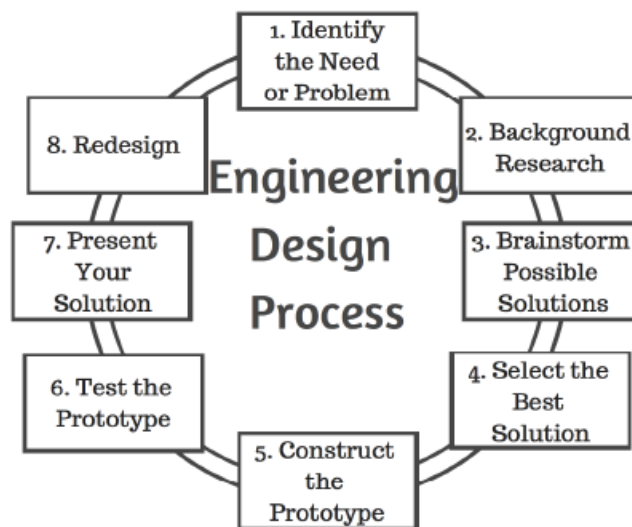 1. Identify
the Need
or Problem
2. Background
Research
3. Brainstorm
Possible
Solutions
4. Select the
Best
Solution
5. Construct
the
Prototype
6. Test the
Prototype
7. Present
Your
Solution
8. Redesign
Engineering
Design
Process